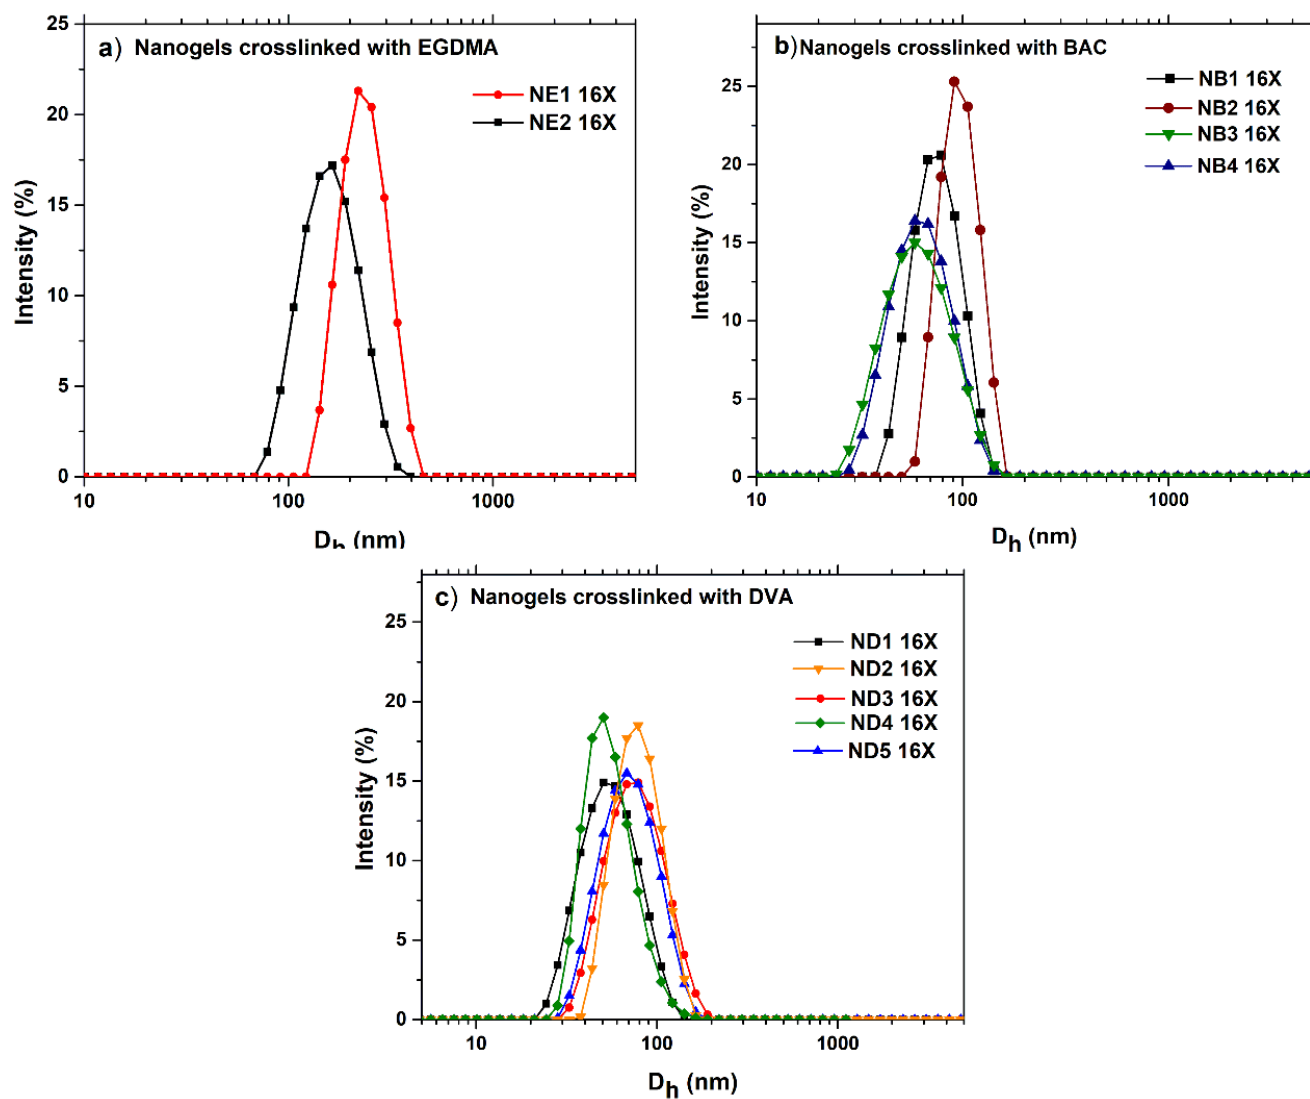 a) Nanogels crosslinked with EGDMA
NE1 16X
NE2 16X
Intensity (%)
25
20
15
10
5
0
10
100
1000
Dh (nm)
b) Nanogels crosslinked with BAC
NB1 16X
NB2 16X
NB3 16X
NB4 16X
Intensity (%)
25
20
15
10
5
0
10
100
1000
Dh (nm)
c) Nanogels crosslinked with DVA
ND1 16X
ND2 16X
ND3 16X
ND4 16X
ND5 16X
Intensity (%)
25
20
15
10
5
0
10
100
1000
Dh (nm)